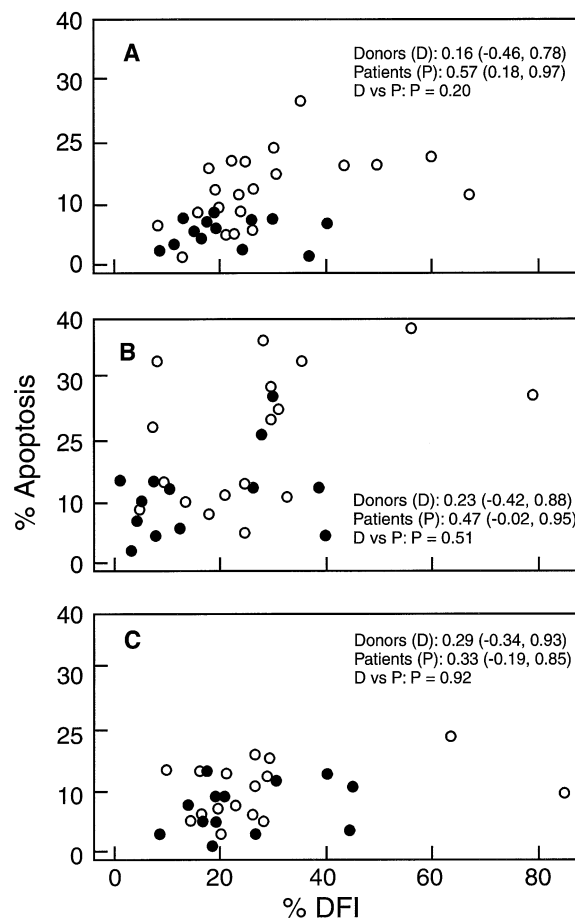 40
A
Donors (D): 0.16 (-0.46, 0.78)
Patients (P): 0.57 (0.18, 0.97)
D vs P: P = 0.20
30
25
10
0
40
B
30
25
10
Donors (D): 0.23 (-0.42, 0.88)
Patients (P): 0.47 (-0.02, 0.95)
D vs P: P = 0.51
0
% Apoptosis
40
C
Donors (D): 0.29 (-0.34, 0.93)
Patients (P): 0.33 (-0.19, 0.85)
D vs P: P = 0.92
30
25
10
0
0 20 40 60 80
% DFI